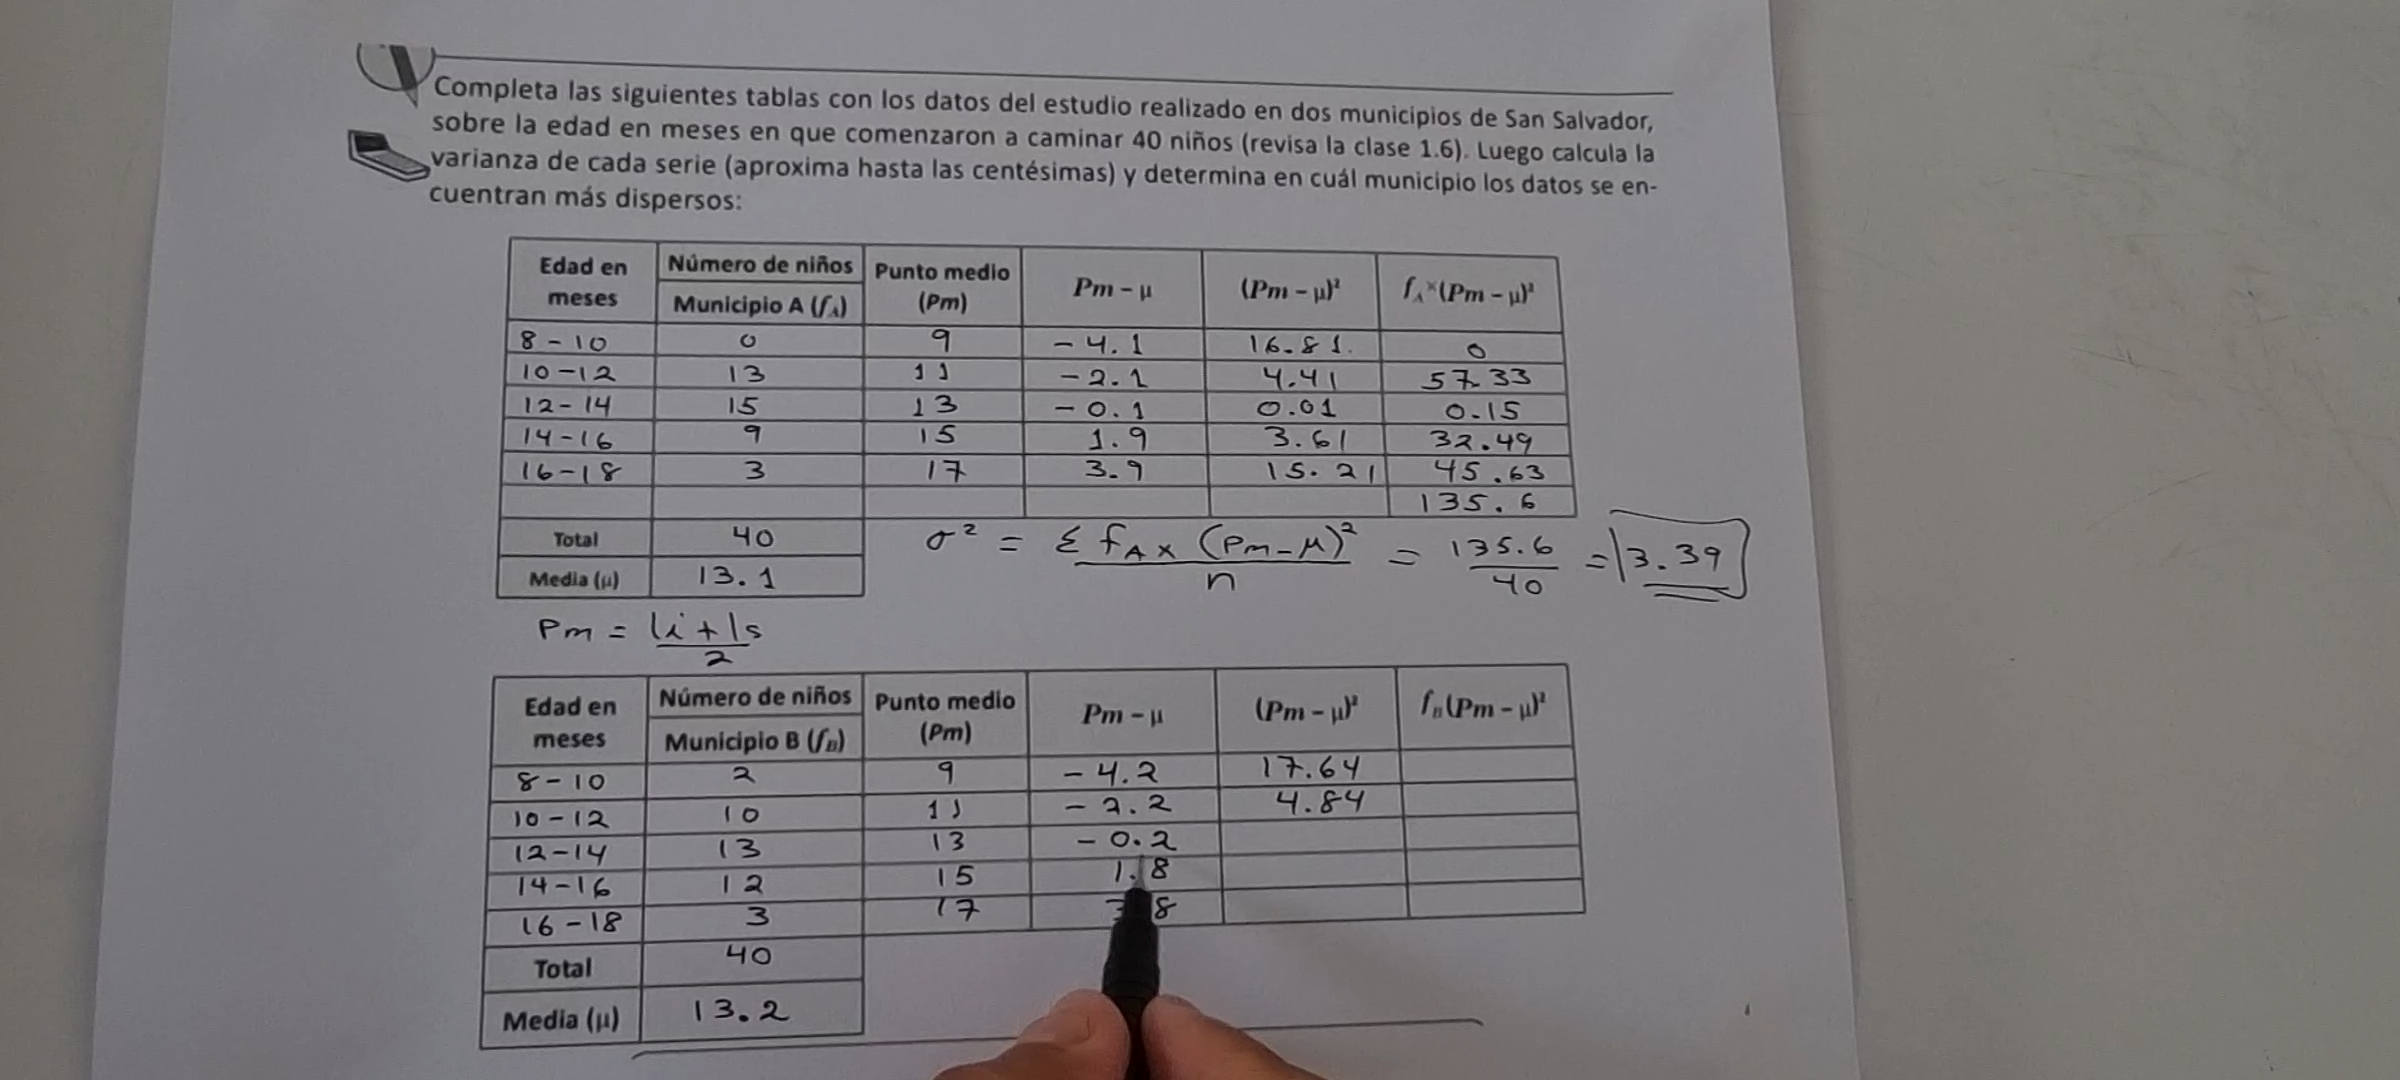 Completa las siguientes tablas con los datos del estudio realizado en dos municipios de San Salvador,
sobre la edad en meses en que comenzaron a caminar 40 niños (revisa la clase 1.6). Luego calcula la
varianza de cada serie (aproxima hasta las centésimas) y determina en cuál municipio los datos se en-
cuentran más dispersos:
Edad en meses | Número de niños Municipio A (f_A) | Punto medio (Pm) | Pm – μ | (Pm – μ)² | f_A×(Pm – μ)²
8-10 0 9 -4.1 16.81. 0
10-12 13 11 -2.1 4.41 57.33
12-14 15 13 -0.1 0.01 0.15
14-16 9 15 1.9 3.61 32.49
16-18 3 17 3.9 15.21 45.63
135.6
Total 40
σ² = Σ f_A x (Pm-μ)² / n = 135.6 / 40 = 3.39
Media (μ) 13.1
Pm = li + ls / 2
Edad en meses | Número de niños Municipio B (f_B) | Punto medio (Pm) | Pm – μ | (Pm – μ)² | f_B(Pm – μ)²
8-10 2 9 -4.2 17.64
10-12 10 11 -2.2 4.84
12-14 13 13 -0.2
14-16 12 15 1.8
16-18 3 17 8
Total 40
Media (μ) 13.2